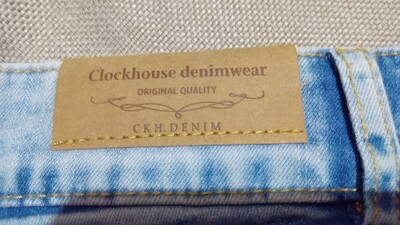 Clockhouse denimwear
ORIGINAL QUALITY
CKH.DENIM